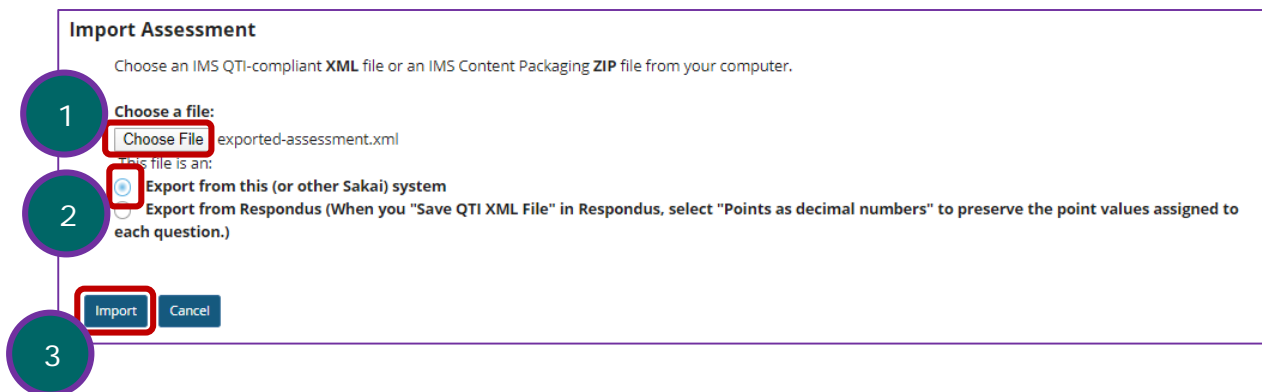 Import Assessment
Choose an IMS QTI-compliant XML file or an IMS Content Packaging ZIP file from your computer.
1
Choose a file:
Choose File exported-assessment.xml
This file is an:
Export from this (or other Sakai) system
2
Export from Respondus (When you "Save QTI XML File" in Respondus, select "Points as decimal numbers" to preserve the point values assigned to
each question.)
Import Cancel
3